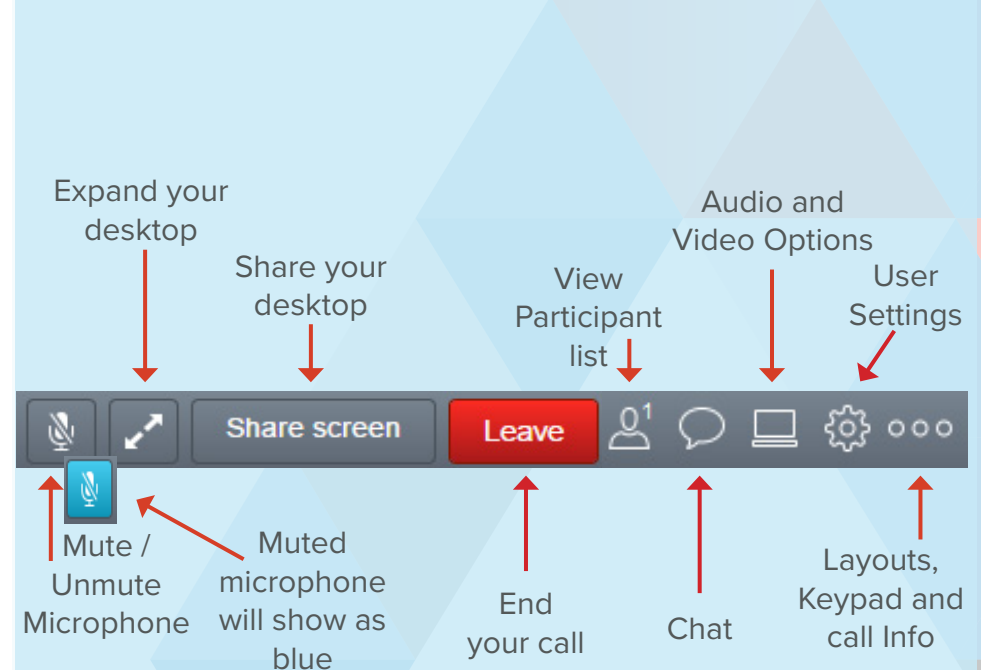 Expand your
desktop
Share your
desktop
View
Participant
list
Audio and
Video Options
User
Settings
Share screen
Leave
1
Mute /
Unmute
Microphone
Muted
microphone
will show as
blue
End
your call
Chat
Layouts,
Keypad and
call Info